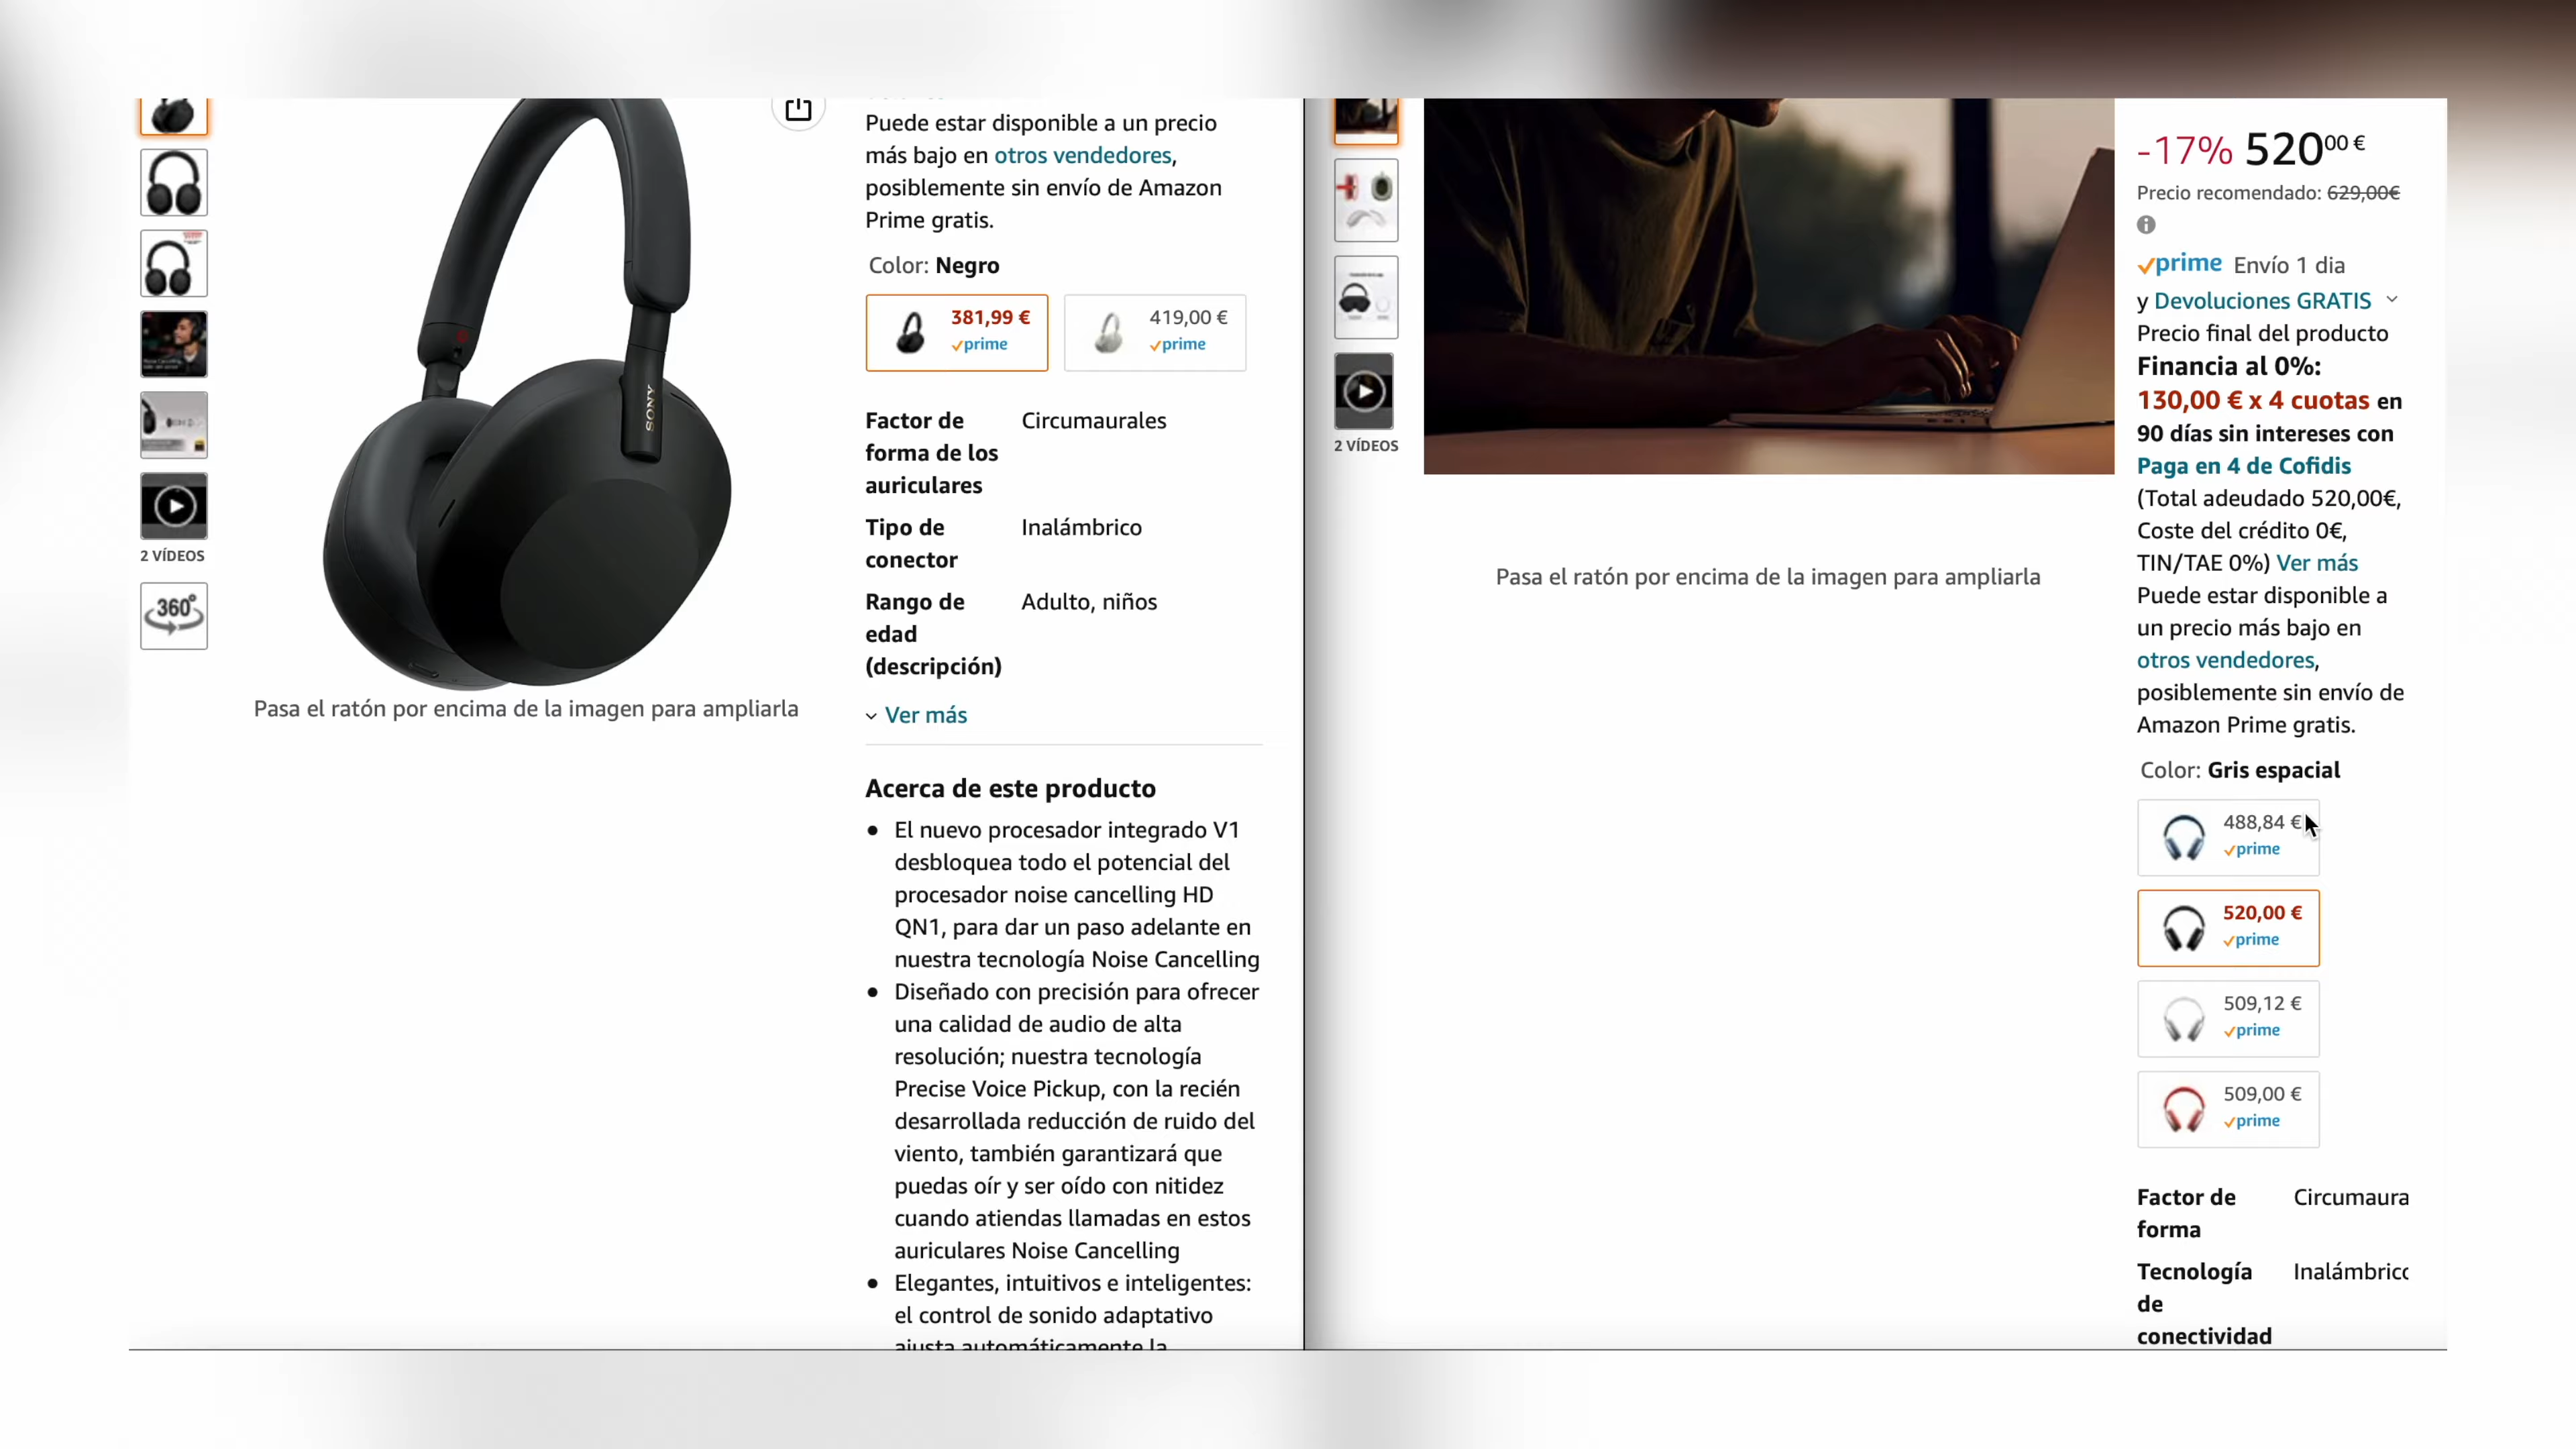 Puede estar disponible a un precio
más bajo en otros vendedores,
posiblemente sin envío de Amazon
Prime gratis.
Color: Negro
381,99 €
prime
419,00 €
prime
Factor de forma de los auriculares Circumaurales
Tipo de conector Inalámbrico
Rango de edad (descripción) Adulto, niños
Ver más
SONY
2 VÍDEOS
360°
Pasa el ratón por encima de la imagen para ampliarla
Acerca de este producto
El nuevo procesador integrado V1
desbloquea todo el potencial del
procesador noise cancelling HD
QN1, para dar un paso adelante en
nuestra tecnología Noise Cancelling
Diseñado con precisión para ofrecer
una calidad de audio de alta
resolución; nuestra tecnología
Precise Voice Pickup, con la recién
desarrollada reducción de ruido del
viento, también garantizará que
puedas oír y ser oído con nitidez
cuando atiendas llamadas en estos
auriculares Noise Cancelling
Elegantes, intuitivos e inteligentes:
el control de sonido adaptativo
ajusta automáticamente la
2 VÍDEOS
Pasa el ratón por encima de la imagen para ampliarla
-17% 52000 €
Precio recomendado: 629,00€
prime Envío 1 dia
y Devoluciones GRATIS
Precio final del producto
Financia al 0%:
130,00 € x 4 cuotas en
90 días sin intereses con
Paga en 4 de Cofidis
(Total adeudado 520,00€,
Coste del crédito 0€,
TIN/TAE 0%) Ver más
Puede estar disponible a
un precio más bajo en
otros vendedores,
posiblemente sin envío de
Amazon Prime gratis.
Color: Gris espacial
488,84 €
prime
520,00 €
prime
509,12 €
prime
509,00 €
prime
Factor de forma Circumaura
Tecnología de conectividad Inalámbric